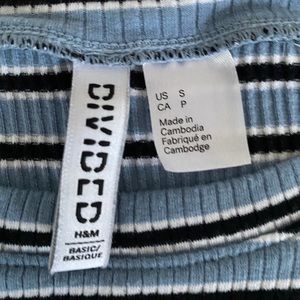 DIVIDED
H&M
BASIC/
BASIQUE
US S
CA P
Made in
Cambodia
Fabriqué en
Cambodge